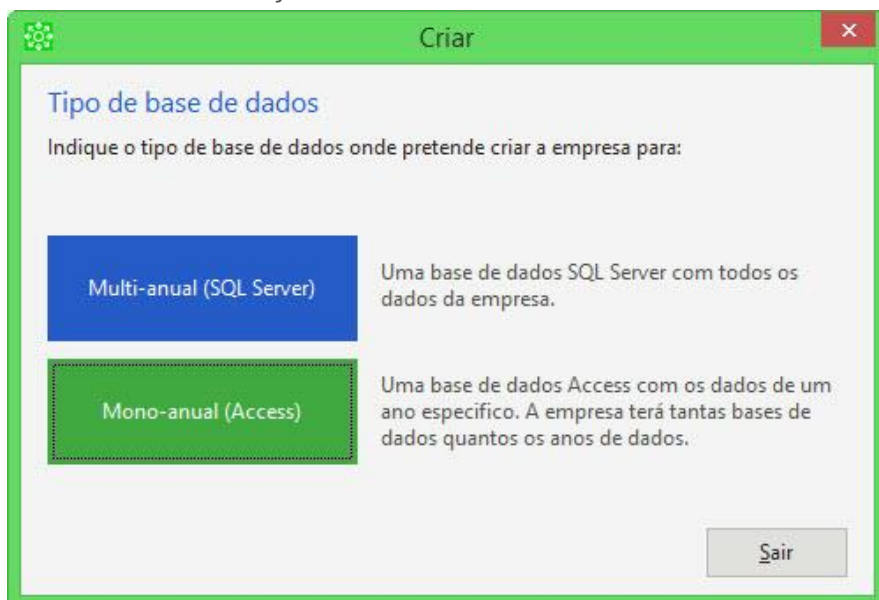 Criar
Tipo de base de dados
Indique o tipo de base de dados onde pretende criar a empresa para:
Multi-anual (SQL Server)
Uma base de dados SQL Server com todos os
dados da empresa.
Mono-anual (Access)
Uma base de dados Access com os dados de um
ano especifico. A empresa terá tantas bases de
dados quantos os anos de dados.
Sair